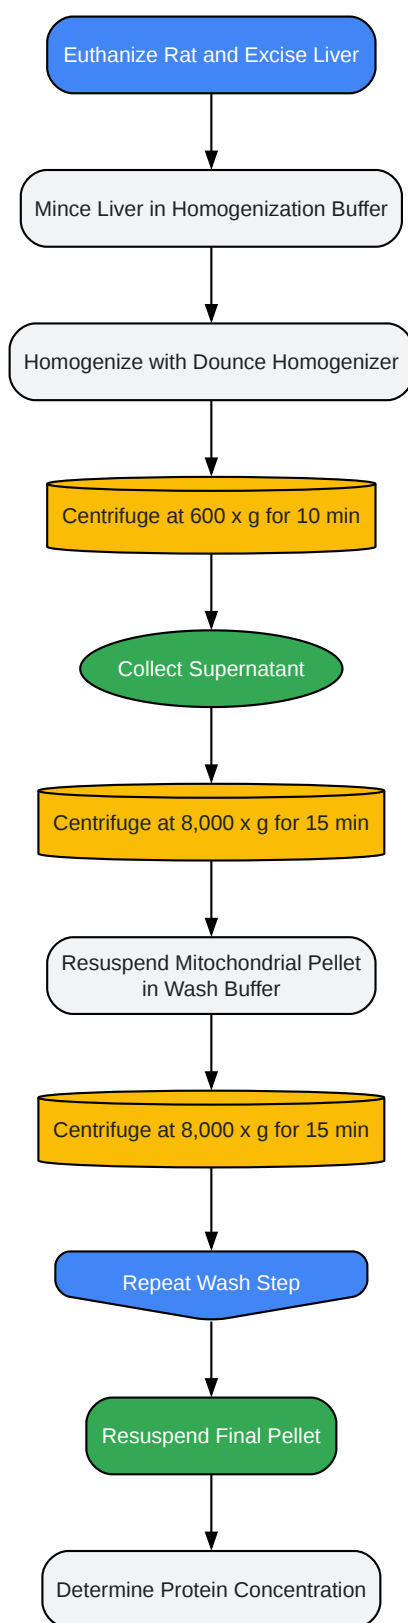 Euthanize Rat and Excise Liver
Mince Liver in Homogenization Buffer
Homogenize with Dounce Homogenizer
Centrifuge at 600 x g for 10 min
Collect Supernatant
Centrifuge at 8,000 x g for 15 min
Resuspend Mitochondrial Pellet
in Wash Buffer
Centrifuge at 8,000 x g for 15 min
Repeat Wash Step
Resuspend Final Pellet
Determine Protein Concentration